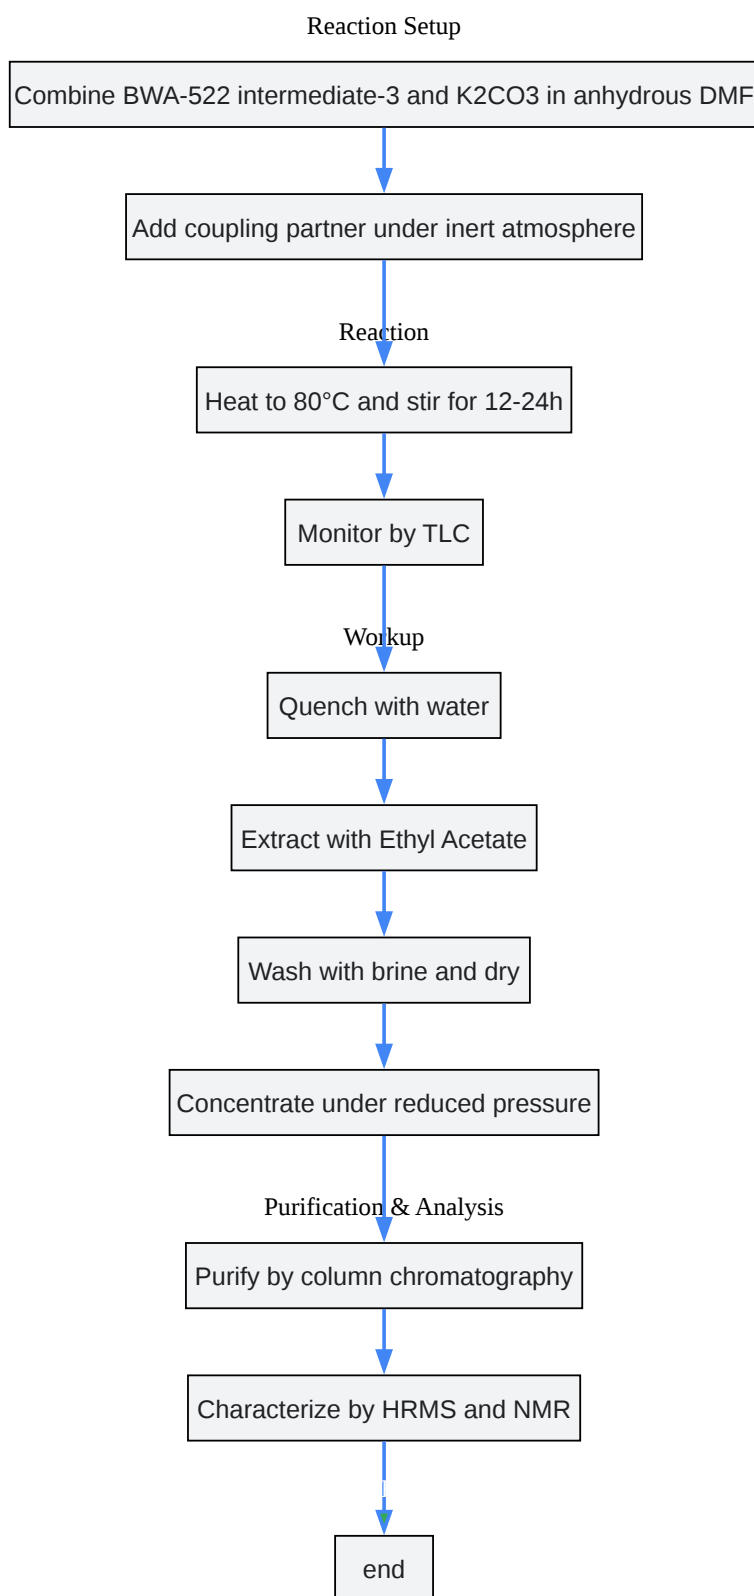 Reaction Setup
Combine BWA-522 intermediate-3 and K2CO3 in anhydrous DMF
Add coupling partner under inert atmosphere
Reaction
Heat to 80°C and stir for 12-24h
Monitor by TLC
Workup
Quench with water
Extract with Ethyl Acetate
Wash with brine and dry
Concentrate under reduced pressure
Purification & Analysis
Purify by column chromatography
Characterize by HRMS and NMR
end